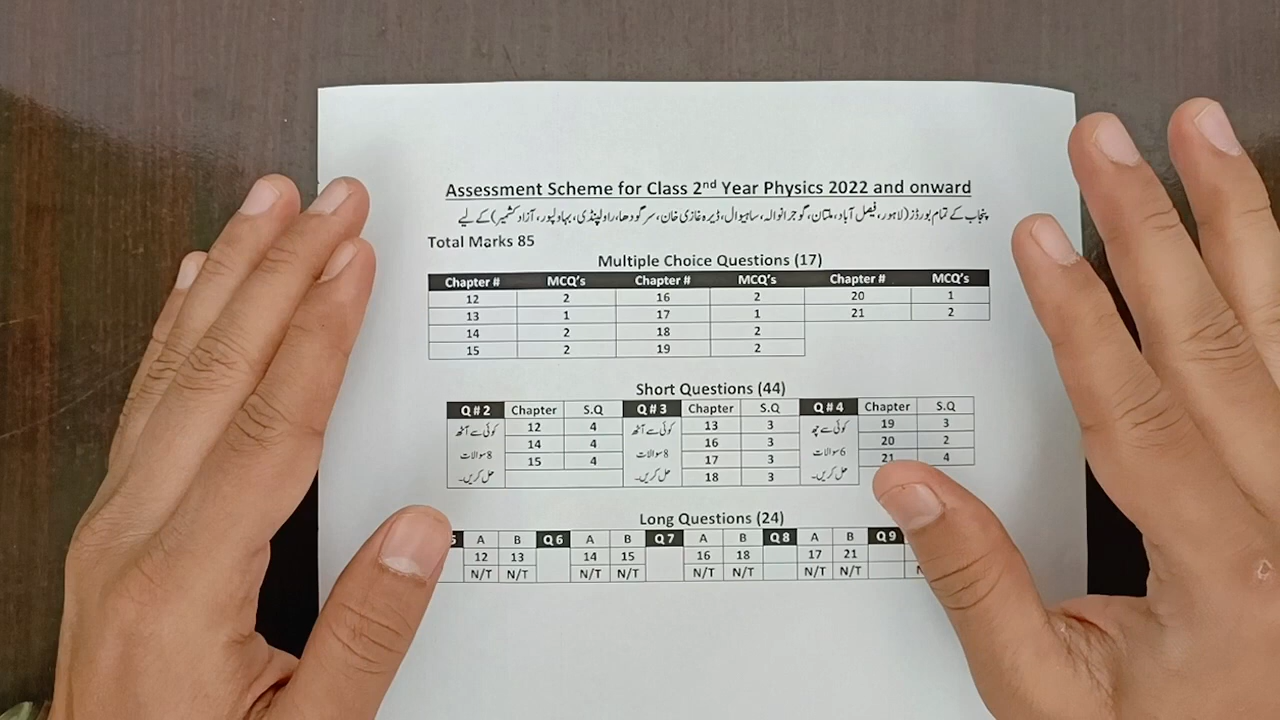 Assessment Scheme for Class 2nd Year Physics 2022 and onward
پنجاب کے تمام بورڈز (لاہور، فیصل آباد، ملتان، گوجرانوالہ، ساہیوال، ڈیرہ غازی خان، سرگودھا، راولپنڈی، بہاولپور، آزاد کشمیر) کے لیے
Total Marks 85
Multiple Choice Questions (17)
Chapter # MCQ's Chapter # MCQ's Chapter # MCQ's
12 2 16 2 20 1
13 1 17 1 21 2
14 2 18 2
15 2 19 2
Short Questions (44)
Q # 2 Chapter S.Q Q # 3 Chapter S.Q Q # 4 Chapter S.Q
کوئی سے آٹھ 12 4 کوئی سے آٹھ 13 3 کوئی سے چھ 19 3
8 سوالات 14 4 8 سوالات 16 3 6 سوالات 20 2
15 4 17 3 21 4
حل کریں۔ حل کریں۔ 18 3 حل کریں۔
Long Questions (24)
5 A B Q 6 A B Q 7 A B Q 8 A B Q 9
12 13 14 15 16 18 17 21
N/T N/T N/T N/T N/T N/T N/T N/T